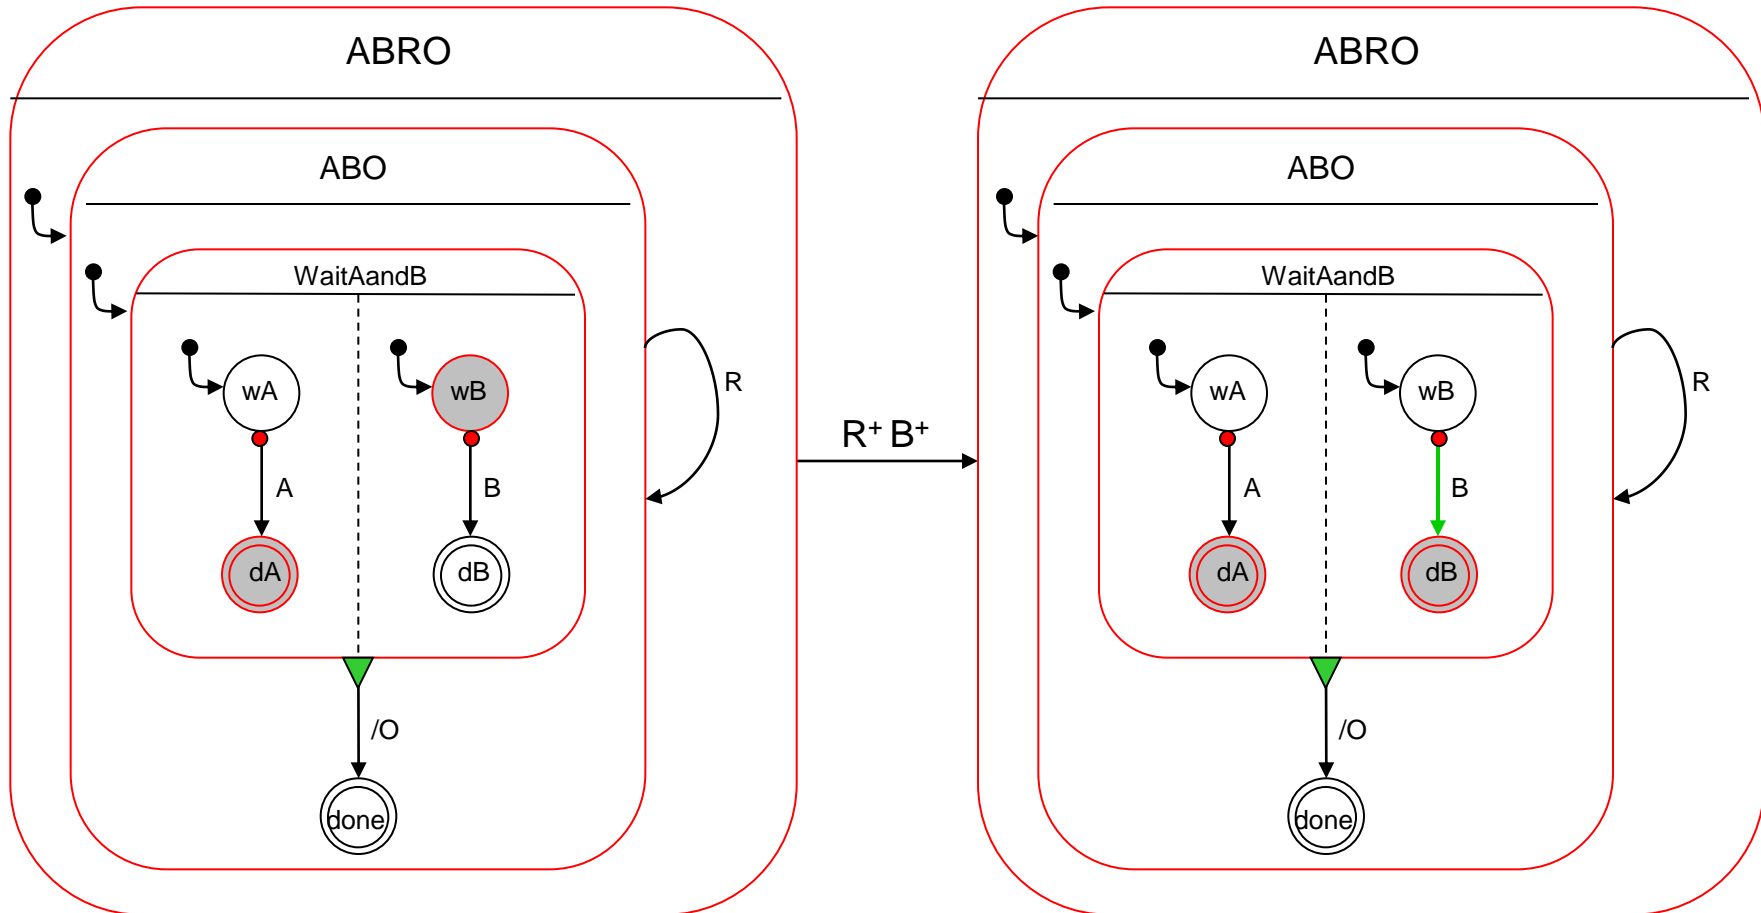 ABRO
ABO
WaitAandB
wA
wB
R
A
B
dA
dB
/O
done
R⁺ B⁺
ABRO
ABO
WaitAandB
wA
wB
R
A
B
dA
dB
/O
done